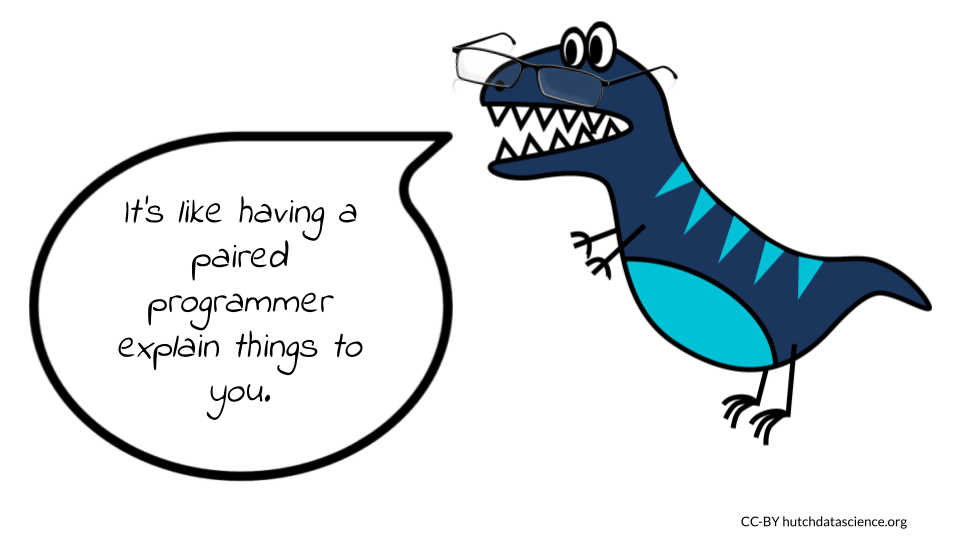 It's like having a
paired
programmer
explain things to
you.
CC-BY hutchdatascience.org